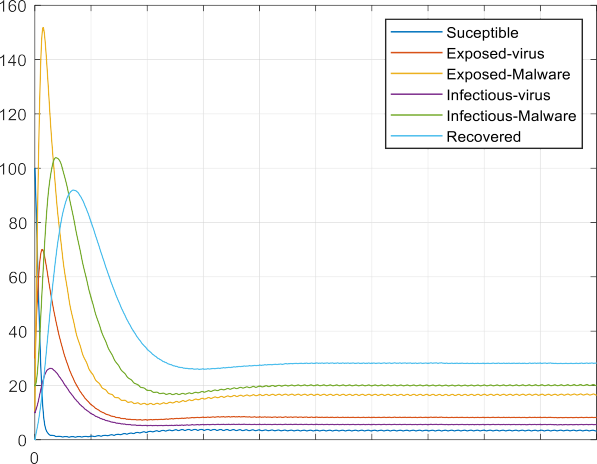 160
140
120
100
80
60
40
20
0
0
Suceptible
Exposed-virus
Exposed-Malware
Infectious-virus
Infectious-Malware
Recovered